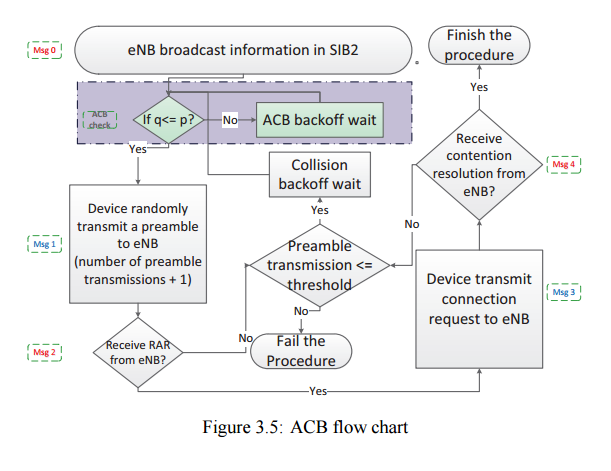 Msg 0
eNB broadcast information in SIB2
Finish the
procedure
Yes
ACB
check
If q<= p?
No
ACB backoff wait
Yes
Collision
backoff wait
Receive
contention
resolution from
eNB?
Msg 4
Device randomly
transmit a preamble
to eNB
(number of preamble
transmissions + 1)
Msg 1
Yes
No
Preamble
transmission <=
threshold
Device transmit
connection
request to eNB
Msg 3
No
No
Msg 2
Receive RAR
from eNB?
Fail the
Procedure
Yes
Figure 3.5: ACB flow chart